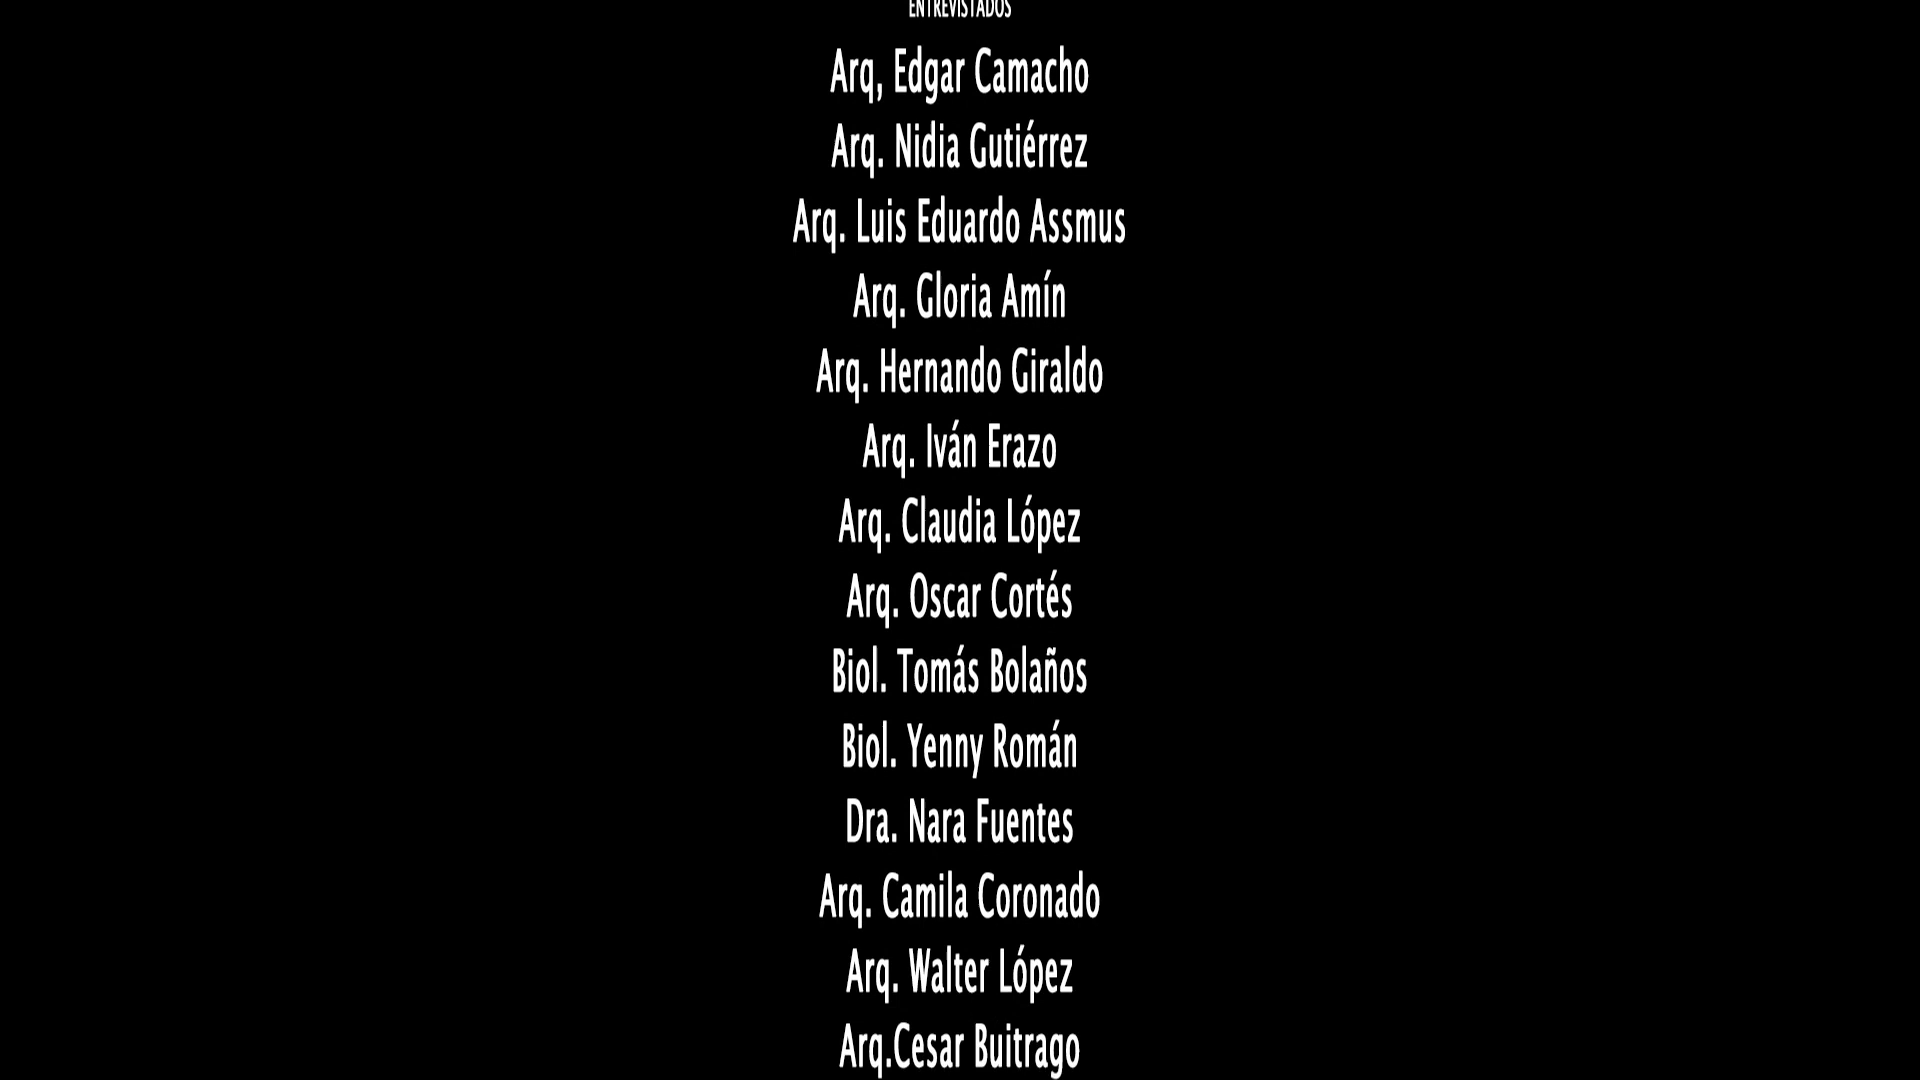 ENTREVISTADOS
Arq, Edgar Camacho
Arq. Nidia Gutiérrez
Arq. Luis Eduardo Assmus
Arq. Gloria Amín
Arq. Hernando Giraldo
Arq. Iván Erazo
Arq. Claudia López
Arq. Oscar Cortés
Biol. Tomás Bolaños
Biol. Yenny Román
Dra. Nara Fuentes
Arq. Camila Coronado
Arq. Walter López
Arq.Cesar Buitrago